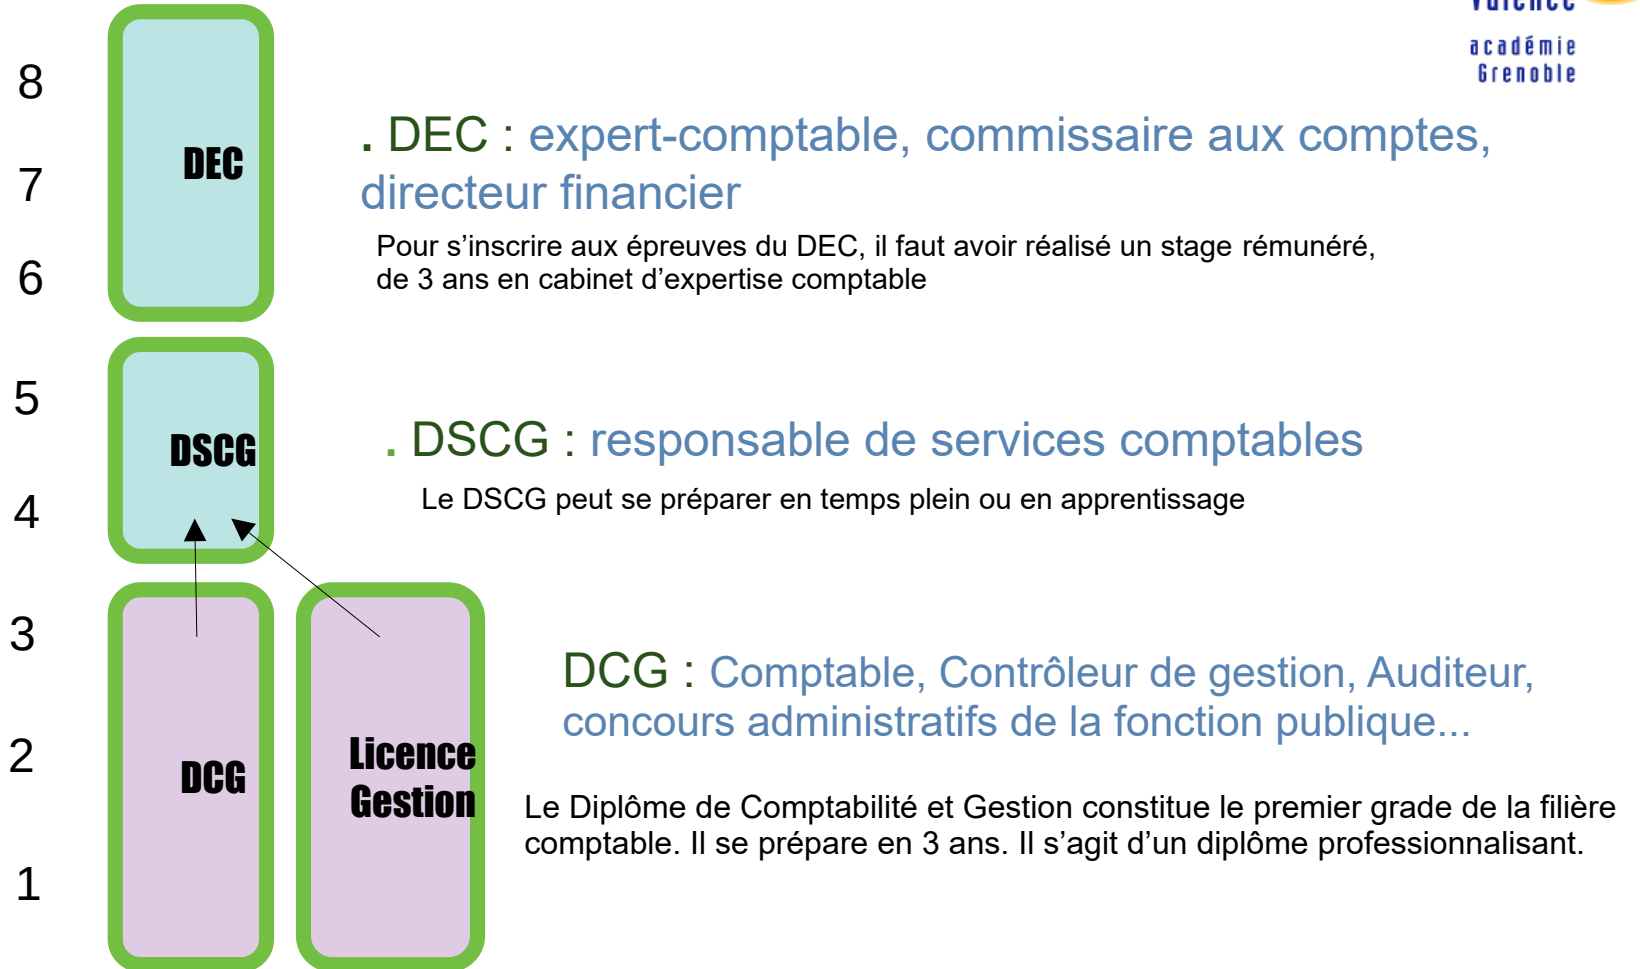 Valence
académie
Grenoble
8
7
6
DEC
. DEC : expert-comptable, commissaire aux comptes,
directeur financier
Pour s’inscrire aux épreuves du DEC, il faut avoir réalisé un stage rémunéré,
de 3 ans en cabinet d’expertise comptable
5
4
DSCG
. DSCG : responsable de services comptables
Le DSCG peut se préparer en temps plein ou en apprentissage
3
2
1
DCG
Licence
Gestion
DCG : Comptable, Contrôleur de gestion, Auditeur,
concours administratifs de la fonction publique...
Le Diplôme de Comptabilité et Gestion constitue le premier grade de la filière
comptable. Il se prépare en 3 ans. Il s’agit d’un diplôme professionnalisant.